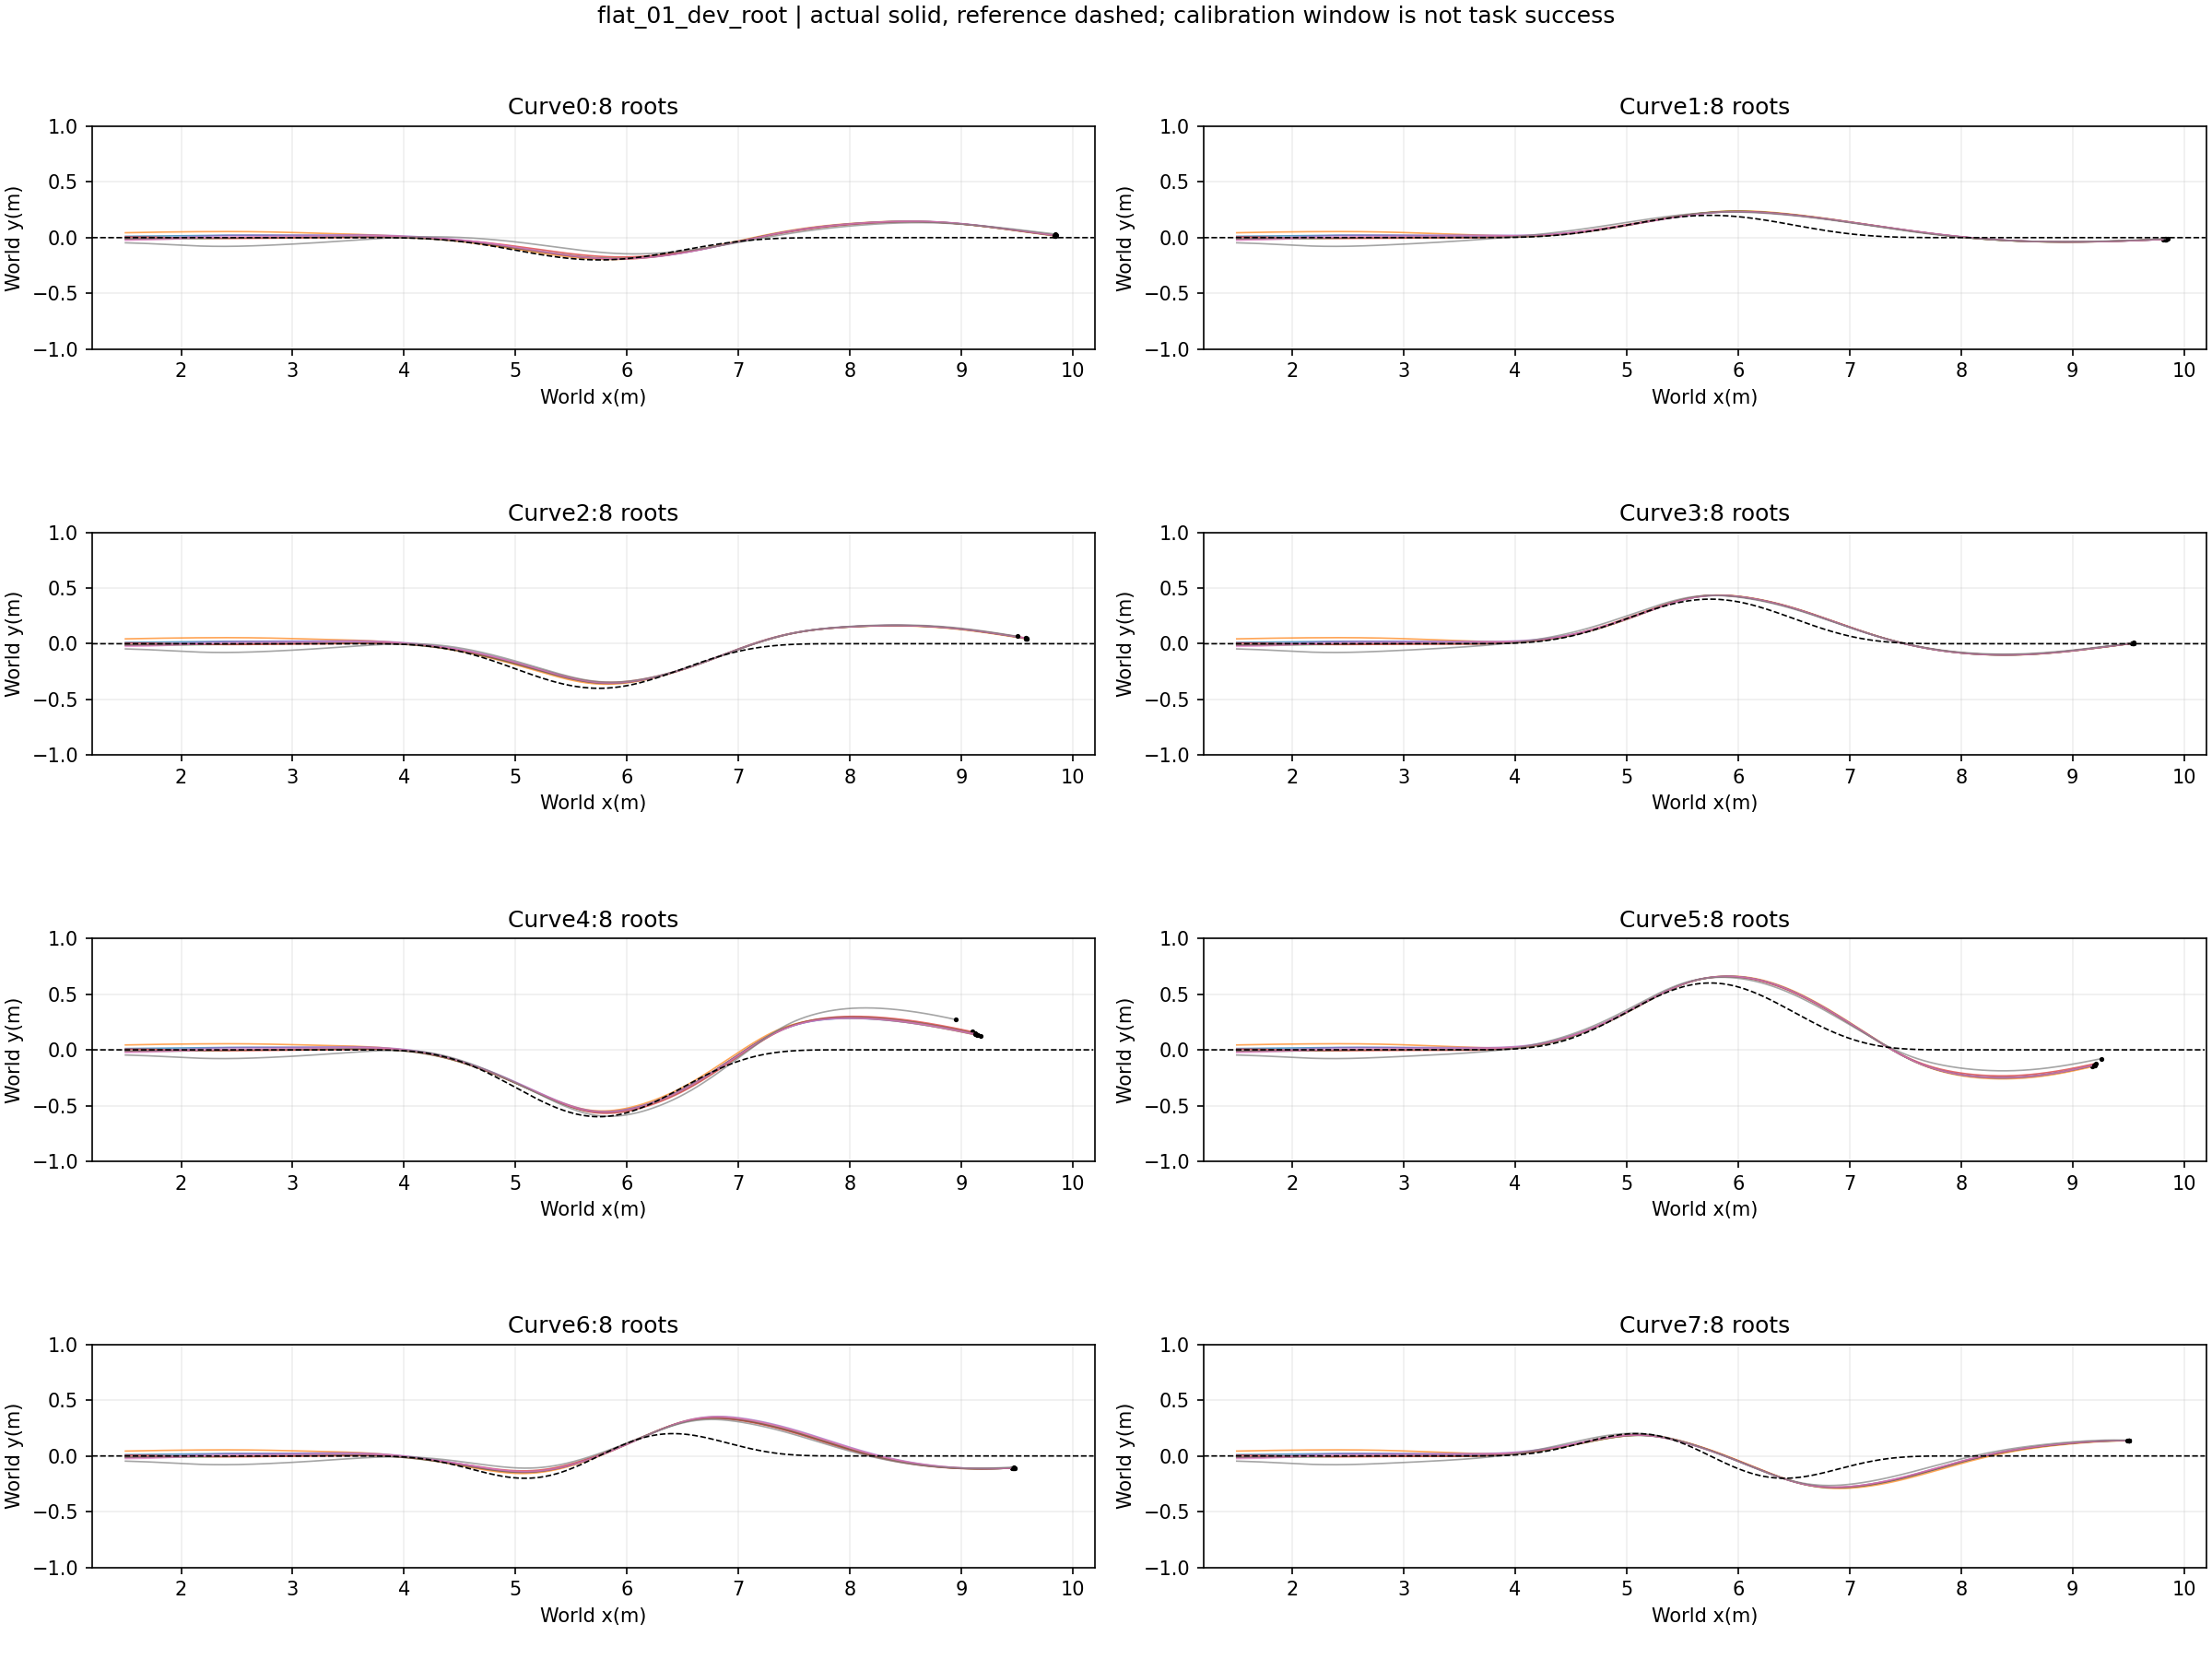 flat_01_dev_root | actual solid, reference dashed; calibration window is not task success
Curve0:8 roots
Curve1:8 roots
1.0
0.5
0.0
−0.5
−1.0
World y(m)
2 3 4 5 6 7 8 9 10
World x(m)
1.0
0.5
0.0
−0.5
−1.0
World y(m)
2 3 4 5 6 7 8 9 10
World x(m)
Curve2:8 roots
Curve3:8 roots
1.0
0.5
0.0
−0.5
−1.0
World y(m)
2 3 4 5 6 7 8 9 10
World x(m)
1.0
0.5
0.0
−0.5
−1.0
World y(m)
2 3 4 5 6 7 8 9 10
World x(m)
Curve4:8 roots
Curve5:8 roots
1.0
0.5
0.0
−0.5
−1.0
World y(m)
2 3 4 5 6 7 8 9 10
World x(m)
1.0
0.5
0.0
−0.5
−1.0
World y(m)
2 3 4 5 6 7 8 9 10
World x(m)
Curve6:8 roots
Curve7:8 roots
1.0
0.5
0.0
−0.5
−1.0
World y(m)
2 3 4 5 6 7 8 9 10
World x(m)
1.0
0.5
0.0
−0.5
−1.0
World y(m)
2 3 4 5 6 7 8 9 10
World x(m)